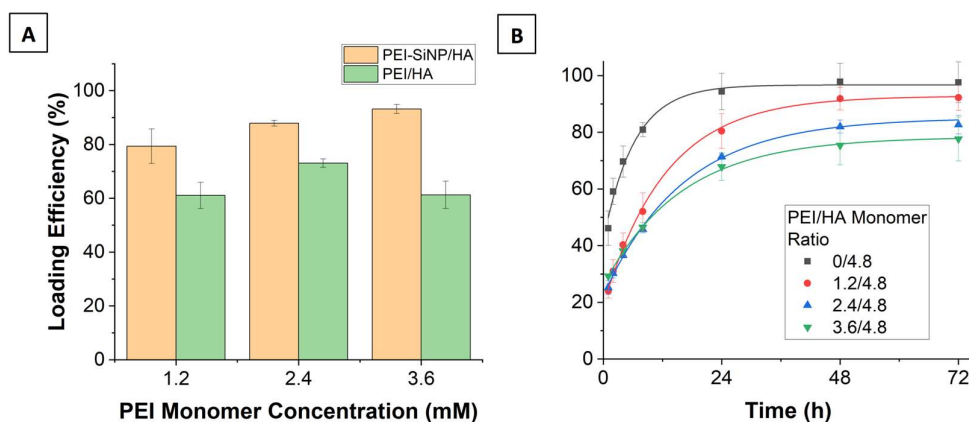 A
PEI-SiNP/HA
PEI/HA
Loading Efficiency (%)
100
80
60
40
20
0
1.2
2.4
3.6
PEI Monomer Concentration (mM)
B
100
80
60
40
20
0
PEI/HA Monomer
Ratio
0/4.8
1.2/4.8
2.4/4.8
3.6/4.8
0
24
48
72
Time (h)